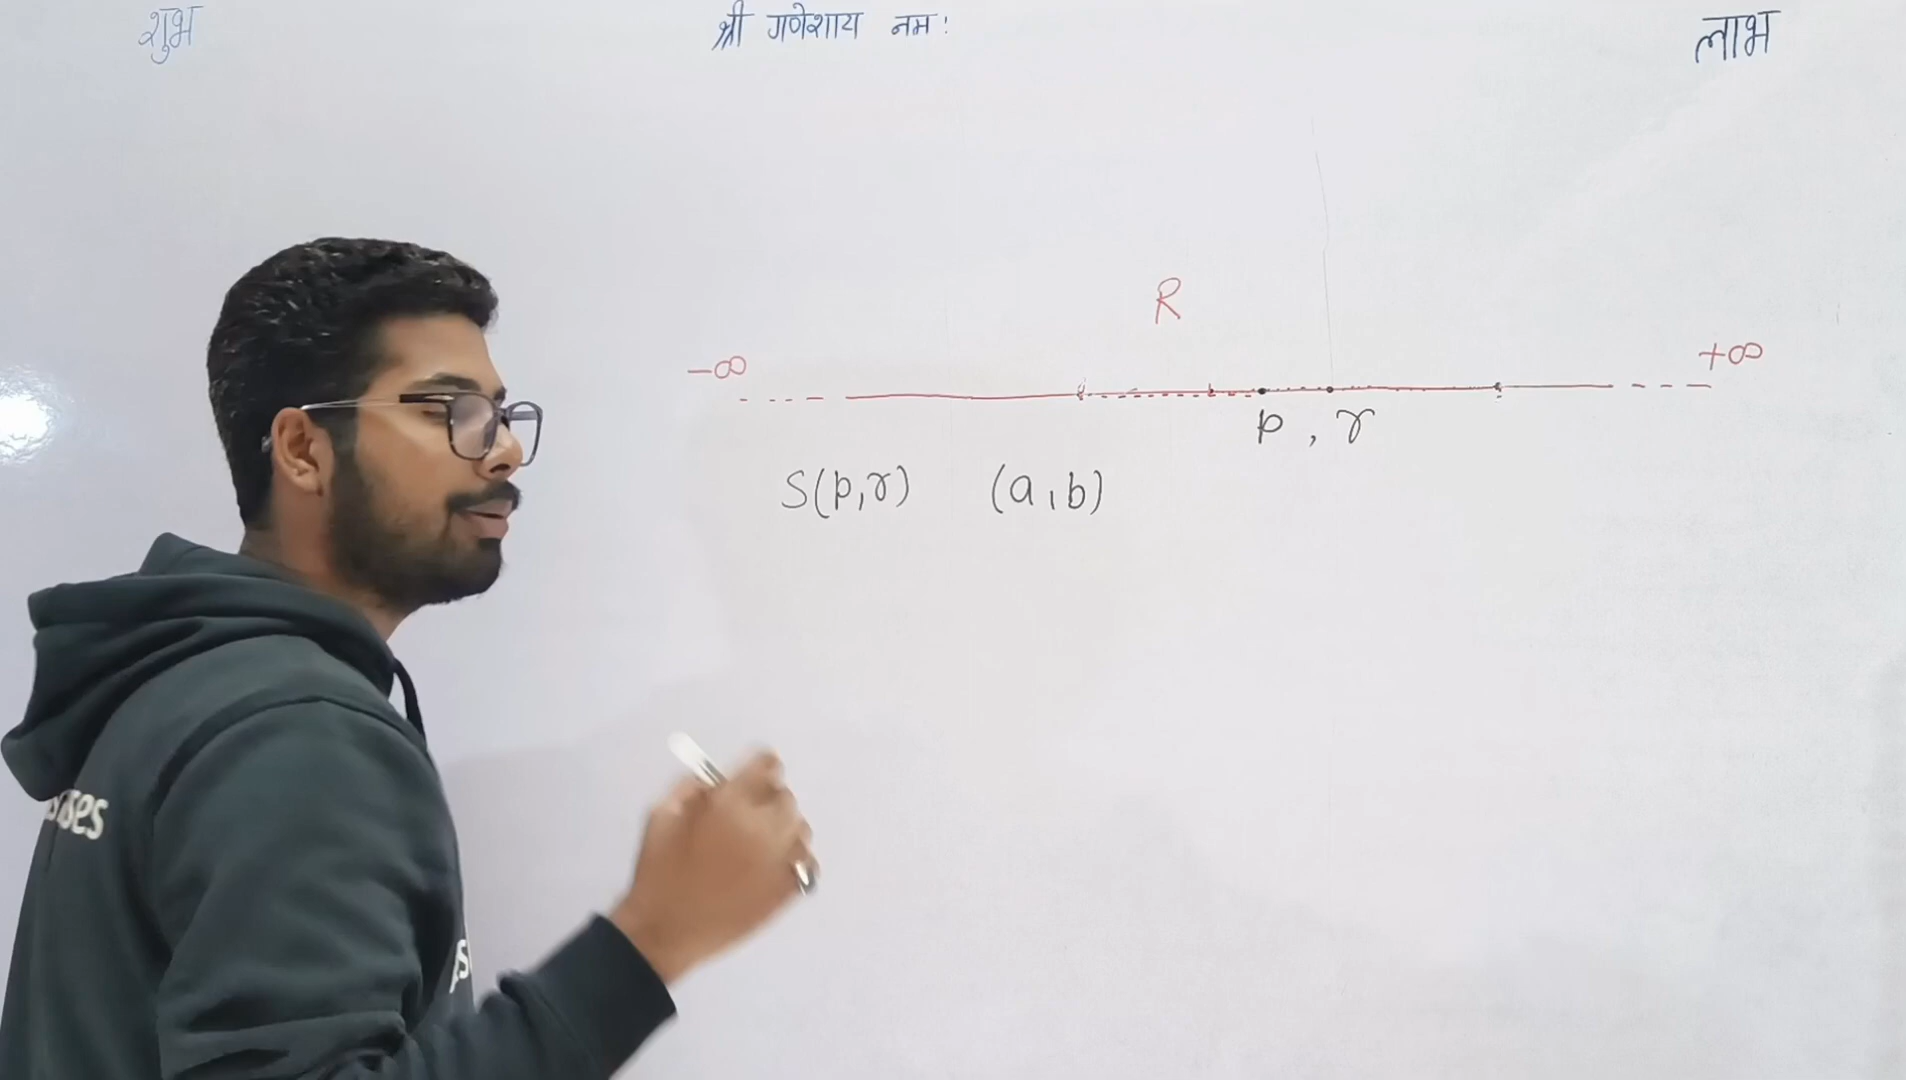 शुभ श्री गणेशाय नमः लाभ
R
-∞ +∞
p , r
S(p,r) (a,b)